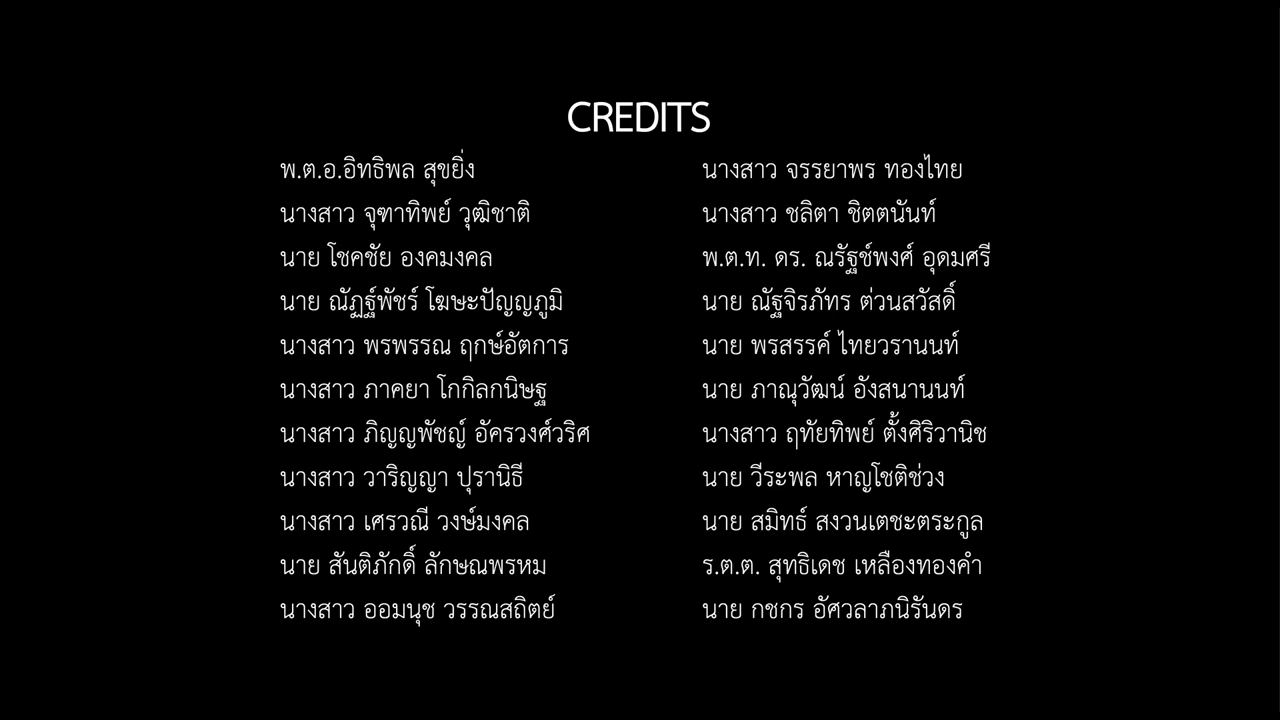 CREDITS
พ.ต.อ.อิทธิพล สุขยิ่ง
นางสาว จุฑาทิพย์ วุฒิชาติ
นาย โชคชัย องคมงคล
นาย ณัฏฐ์พัชร์ โฆษะปัญญภูมิ
นางสาว พรพรรณ ฤกษ์อัตการ
นางสาว ภาคยา โกกิลกนิษฐ
นางสาว ภิญญพัชญ์ อัครวงศ์วริศ
นางสาว วาริญญา ปุรานิธี
นางสาว เศรวณี วงษ์มงคล
นาย สันติภักดิ์ ลักษณพรหม
นางสาว ออมนุช วรรณสถิตย์
นางสาว จรรยาพร ทองไทย
นางสาว ชลิตา ชิตตนันท์
พ.ต.ท. ดร. ณรัฐช์พงศ์ อุดมศรี
นาย ณัฐจิรภัทร ต่วนสวัสดิ์
นาย พรสรรค์ ไทยวรานนท์
นาย ภาณุวัฒน์ อังสนานนท์
นางสาว ฤทัยทิพย์ ตั้งศิริวานิช
นาย วีระพล หาญโชติช่วง
นาย สมิทธ์ สงวนเตชะตระกูล
ร.ต.ต. สุทธิเดช เหลืองทองคำ
นาย กชกร อัศวลาภนิรันดร